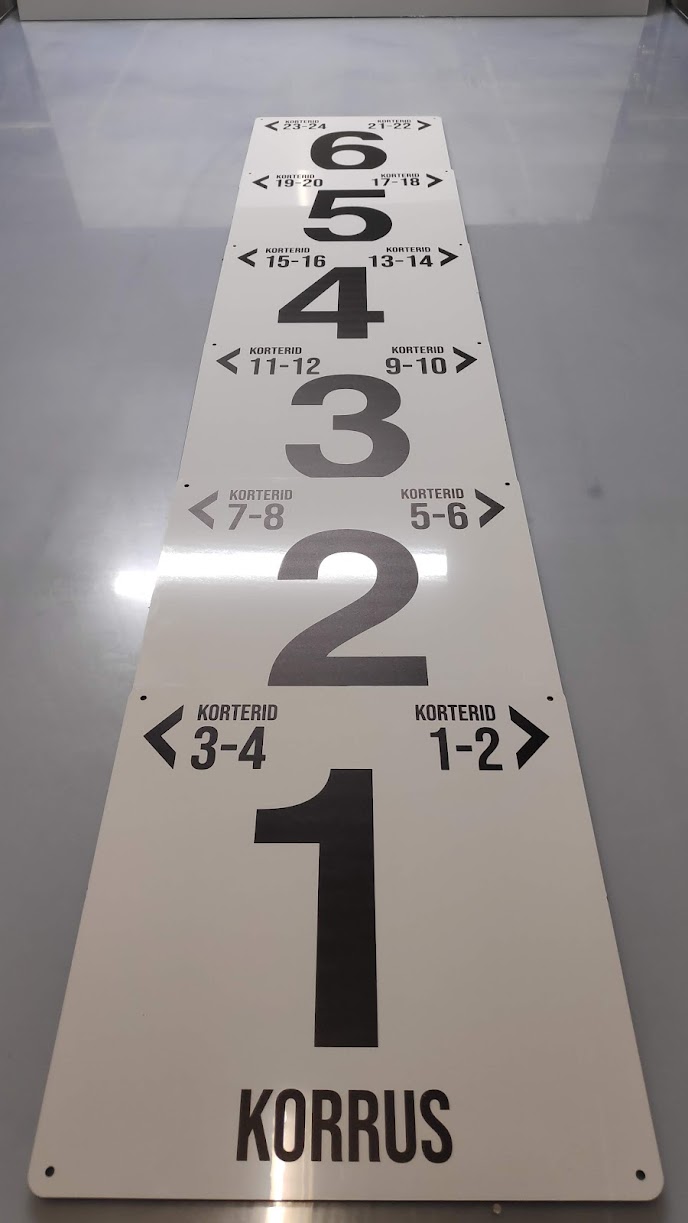 < KORTERID KORTERID >
23-24 21-22
6
< KORTERID KORTERID >
19-20 17-18
5
< KORTERID KORTERID >
15-16 13-14
4
< KORTERID KORTERID >
11-12 9-10
3
< KORTERID KORTERID >
7-8 5-6
2
< KORTERID KORTERID >
3-4 1-2
1
KORRUS